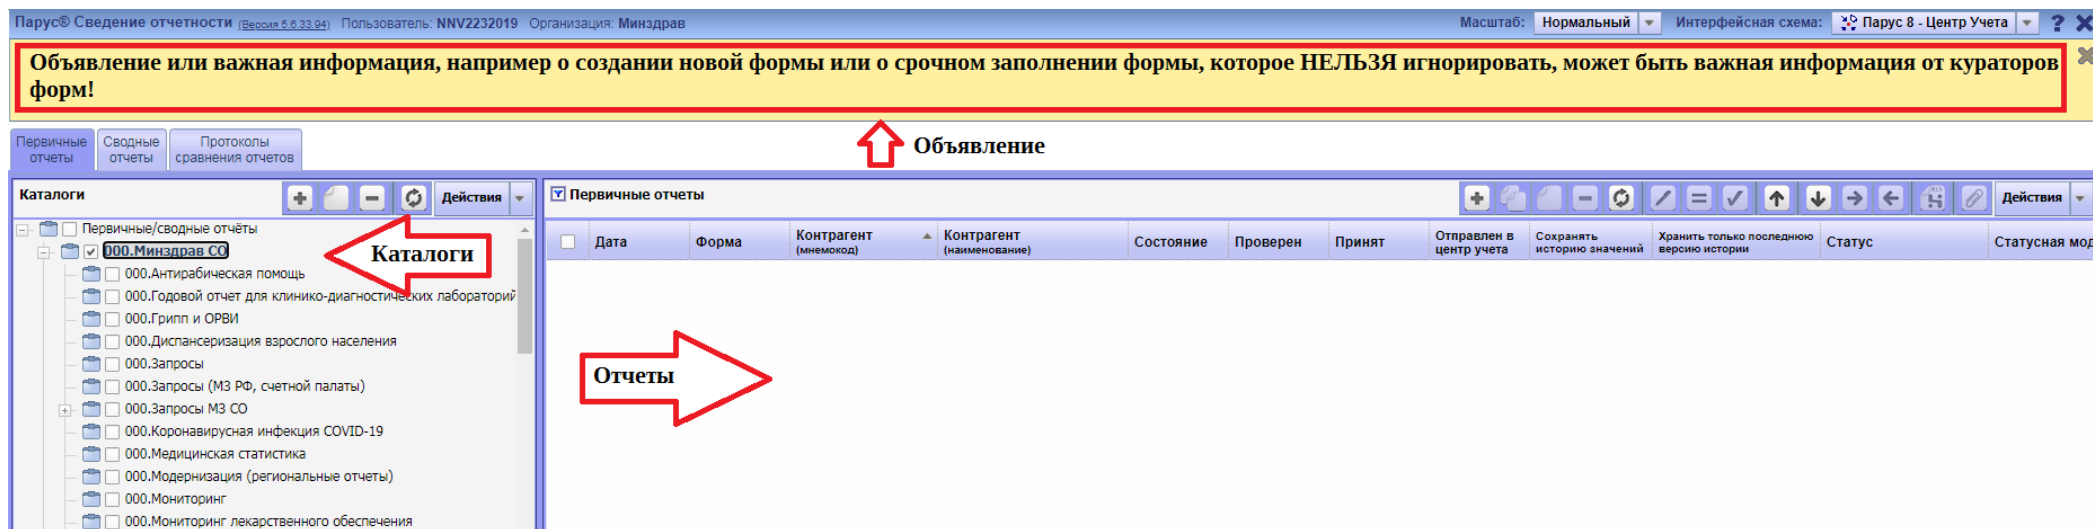 Парус® Сведение отчетности (Версия 5.6.33.94) Пользователь: NNV2232019 Организация: Минздрав Масштаб: Нормальный Интерфейсная схема: Парус 8 - Центр Учета ?
Объявление или важная информация, например о создании новой формы или о срочном заполнении формы, которое НЕЛЬЗЯ игнорировать, может быть важная информация от кураторов
форм!
Первичные
отчеты
Сводные
отчеты
Протоколы
сравнения отчетов
Объявление
Каталоги Действия
Первичные/сводные отчёты
000.Минздрав СО
000.Антирабическая помощь
000.Годовой отчет для клинико-диагностических лабораторий
000.Грипп и ОРВИ
000.Диспансеризация взрослого населения
000.Запросы
000.Запросы (МЗ РФ, счетной палаты)
000.Запросы МЗ СО
000.Коронавирусная инфекция COVID-19
000.Медицинская статистика
000.Модернизация (региональные отчеты)
000.Мониторинг
000.Мониторинг лекарственного обеспечения
Каталоги
Первичные отчеты Действия
Дата
Форма
Контрагент
(мнемокод)
Контрагент
(наименование)
Состояние
Проверен
Принят
Отправлен в
центр учета
Сохранять
историю значений
Хранить только последнюю
версию истории
Статус
Статусная мод
Отчеты